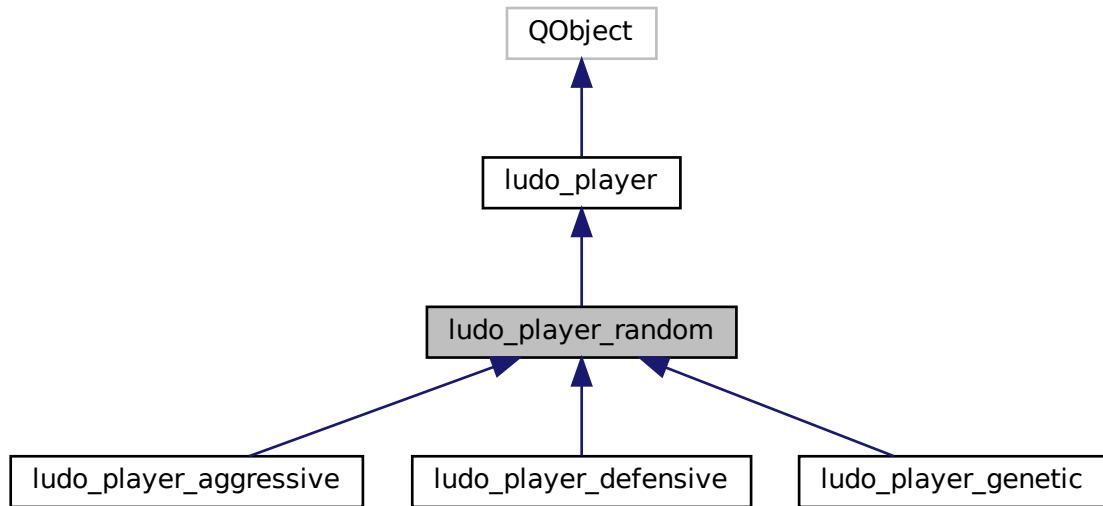 QObject
ludo_player
ludo_player_random
ludo_player_aggressive
ludo_player_defensive
ludo_player_genetic